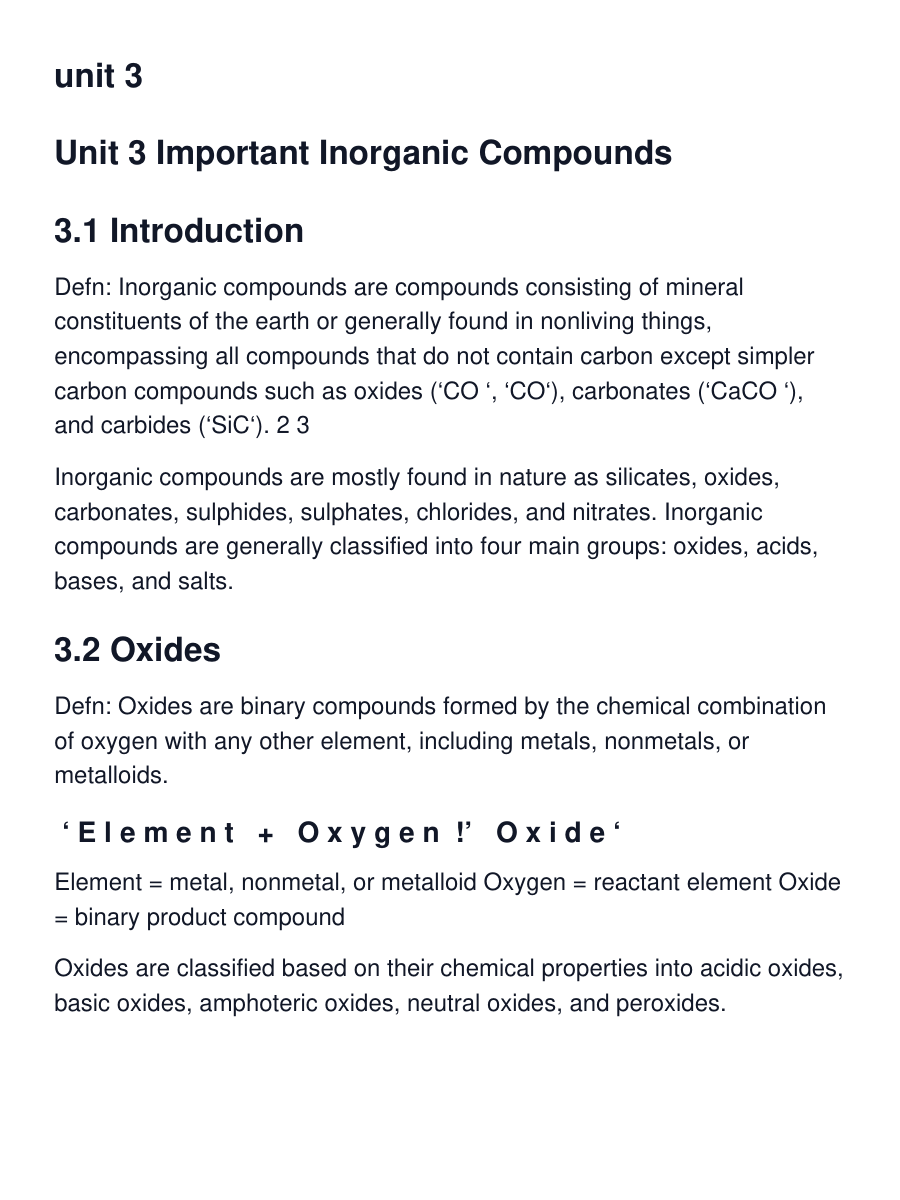 unit 3
Unit 3 Important Inorganic Compounds
3.1 Introduction
Defn: Inorganic compounds are compounds consisting of mineral
constituents of the earth or generally found in nonliving things,
encompassing all compounds that do not contain carbon except simpler
carbon compounds such as oxides (‘CO ‘, ‘CO‘), carbonates (‘CaCO ‘),
and carbides (‘SiC‘). 2 3
Inorganic compounds are mostly found in nature as silicates, oxides,
carbonates, sulphides, sulphates, chlorides, and nitrates. Inorganic
compounds are generally classified into four main groups: oxides, acids,
bases, and salts.
3.2 Oxides
Defn: Oxides are binary compounds formed by the chemical combination
of oxygen with any other element, including metals, nonmetals, or
metalloids.
‘ E l e m e n t + O x y g e n !’ O x i d e ‘
Element = metal, nonmetal, or metalloid Oxygen = reactant element Oxide
= binary product compound
Oxides are classified based on their chemical properties into acidic oxides,
basic oxides, amphoteric oxides, neutral oxides, and peroxides.